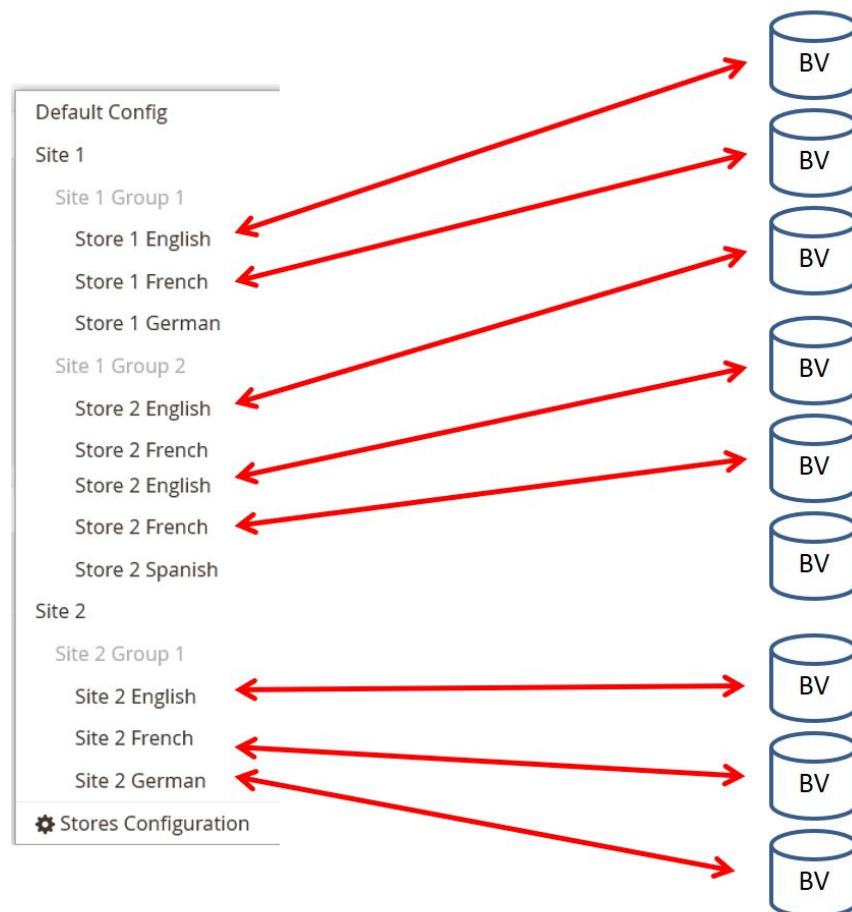 Default Config
Site 1
Site 1 Group 1
Store 1 English
Store 1 French
Store 1 German
Site 1 Group 2
Store 2 English
Store 2 French
Store 2 English
Store 2 French
Store 2 Spanish
Site 2
Site 2 Group 1
Site 2 English
Site 2 French
Site 2 German
Stores Configuration
BV
BV
BV
BV
BV
BV
BV
BV
BV